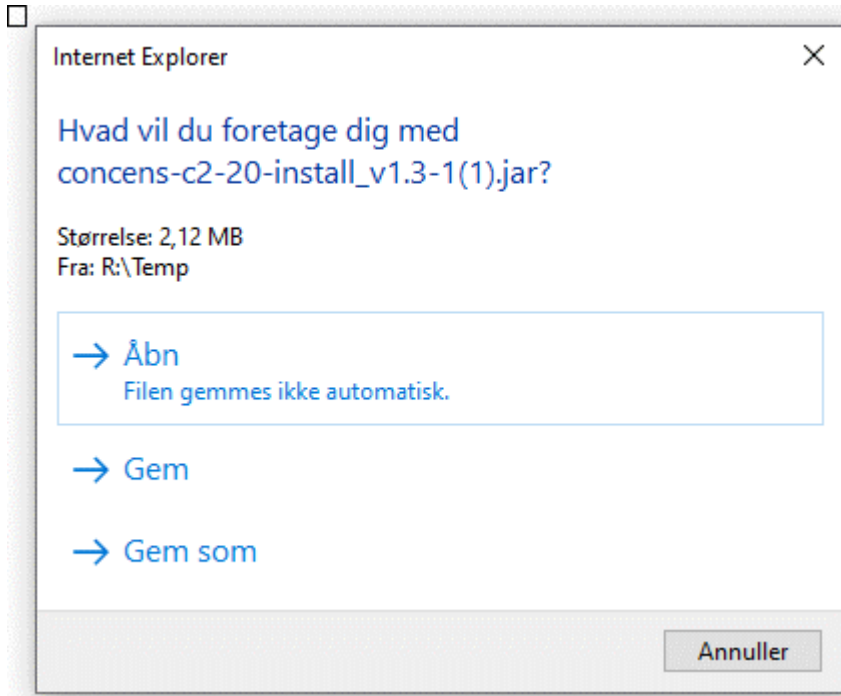 Internet Explorer
Hvad vil du foretage dig med
concens-c2-20-install_v1.3-1(1).jar?
Størrelse: 2,12 MB
Fra: R:\Temp
Åbn
Filen gemmes ikke automatisk.
Gem
Gem som
Annuller